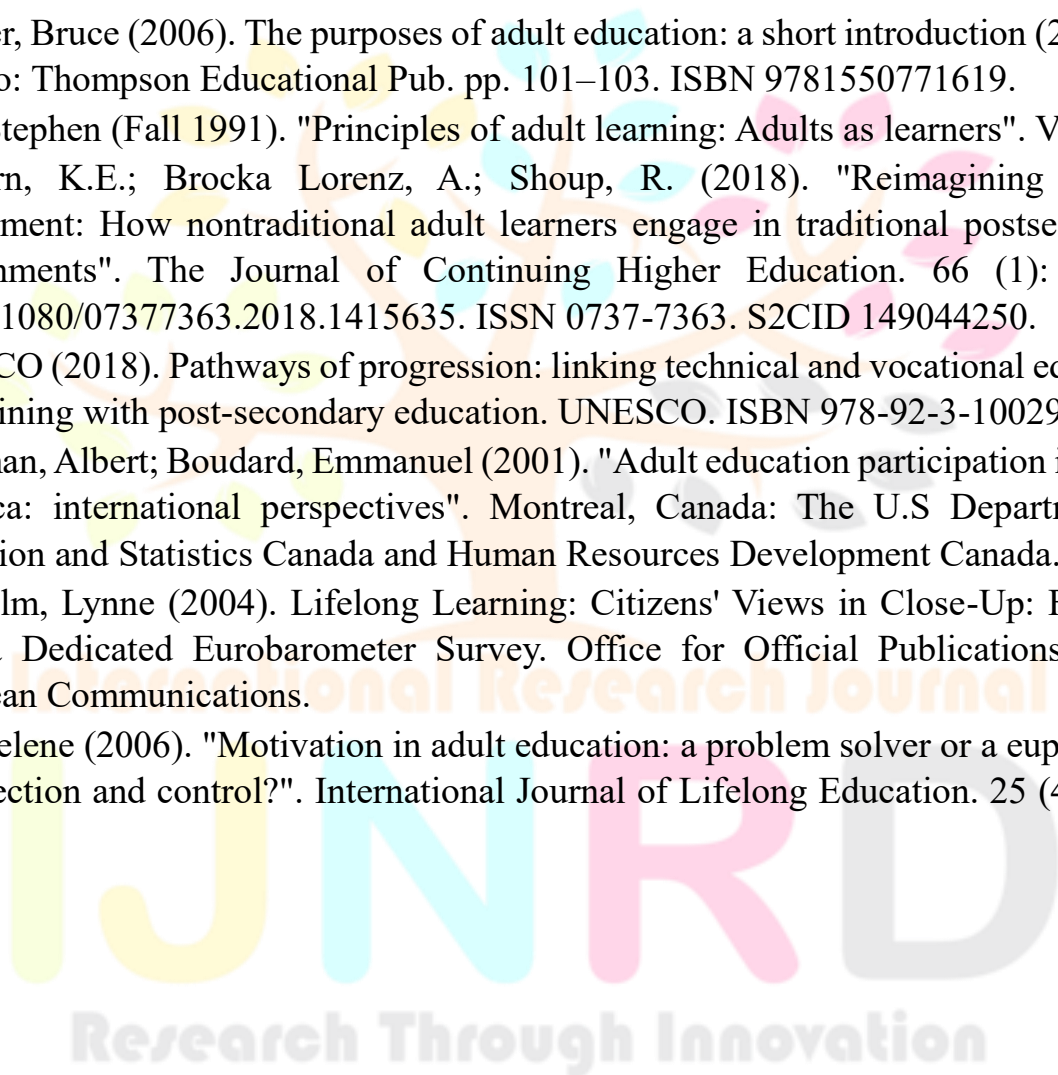 er, Bruce (2006). The purposes of adult education: a short introduction (2
o: Thompson Educational Pub. pp. 101–103. ISBN 9781550771619.
Stephen (Fall 1991). "Principles of adult learning: Adults as learners". V
rn, K.E.; Brocka Lorenz, A.; Shoup, R. (2018). "Reimagining
ment: How nontraditional adult learners engage in traditional postse
nments". The Journal of Continuing Higher Education. 66 (1):
1080/07377363.2018.1415635. ISSN 0737-7363. S2CID 149044250.
CO (2018). Pathways of progression: linking technical and vocational ed
ining with post-secondary education. UNESCO. ISBN 978-92-3-10029
nan, Albert; Boudard, Emmanuel (2001). "Adult education participation i
ca: international perspectives". Montreal, Canada: The U.S Departr
ion and Statistics Canada and Human Resources Development Canada.
lm, Lynne (2004). Lifelong Learning: Citizens' Views in Close-Up: F
Dedicated Eurobarometer Survey. Office for Official Publications
International Research Journal
ean Communications.
elene (2006). "Motivation in adult education: a problem solver or a eup
ection and control?". International Journal of Lifelong Education. 25 (4
IJNRD
Research Through Innovation